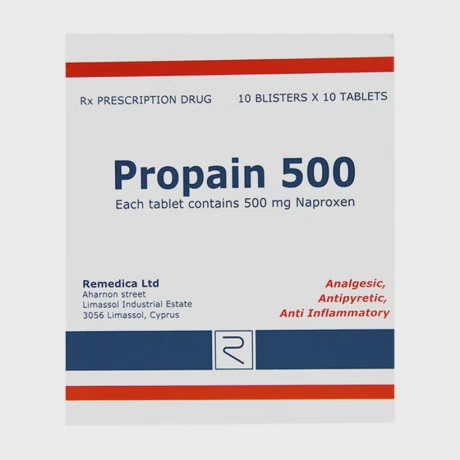 Rx PRESCRIPTION DRUG 10 BLISTERS X 10 TABLETS
Propain 500
Each tablet contains 500 mg Naproxen
Remedica Ltd
Aharnon street
Limassol Industrial Estate
3056 Limassol, Cyprus
Analgesic,
Antipyretic,
Anti Inflammatory
R